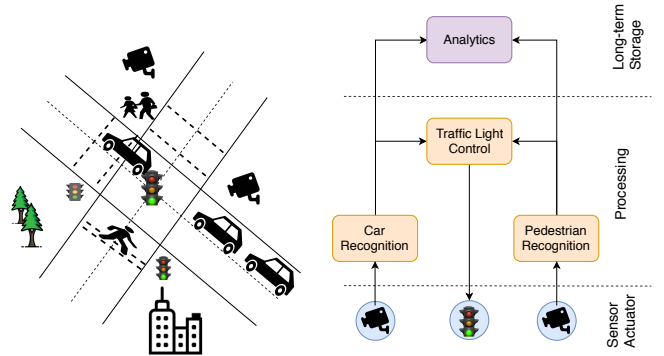 Analytics
Long-term
Storage
Traffic Light
Control
Processing
Car
Recognition
Pedestrian
Recognition
Sensor
Actuator